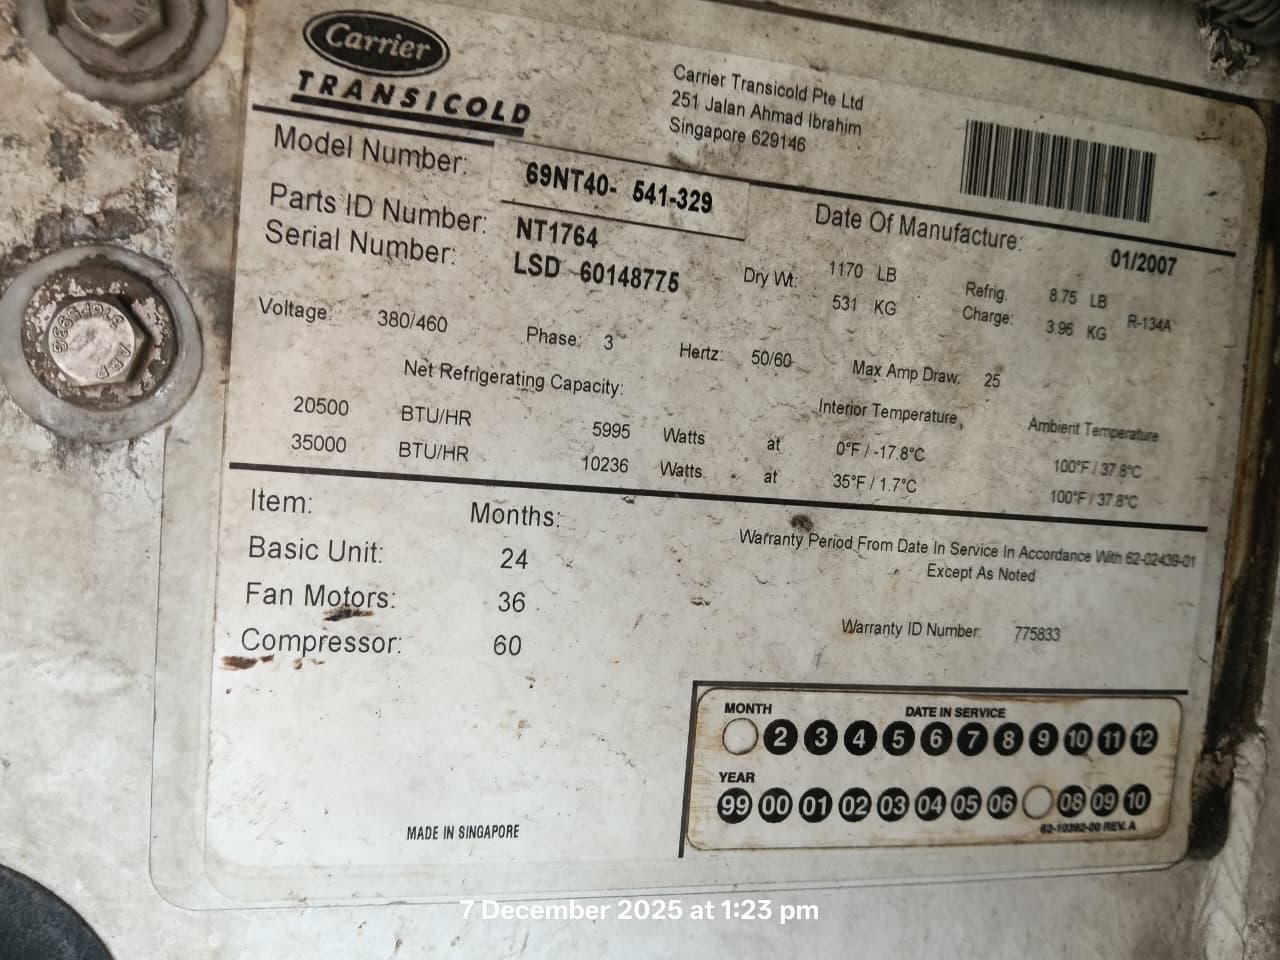 Carrier
TRANSICOLD
Carrier Transicold Pte Ltd
251 Jalan Ahmad Ibrahim
Singapore 629146
Model Number: 69NT40- 541-329
Parts ID Number: NT1764
Serial Number: LSD 60148775
Date Of Manufacture: 01/2007
Dry Wt: 1170 LB
531 KG
Refrig. Charge: 8.75 LB
3.96 KG
R-134A
Voltage: 380/460 Phase: 3 Hertz: 50/60 Max Amp Draw: 25
Net Refrigerating Capacity: Interior Temperature Ambient Temperature
20500 BTU/HR 5995 Watts at 0°F / -17.8°C 100°F / 37.8°C
35000 BTU/HR 10236 Watts at 35°F / 1.7°C 100°F / 37.8°C
Item: Months:
Basic Unit: 24
Fan Motors: 36
Compressor: 60
Warranty Period From Date In Service In Accordance With 62-02439-01
Except As Noted
Warranty ID Number: 775833
MONTH DATE IN SERVICE
2 3 4 5 6 7 8 9 10 11 12
YEAR
99 00 01 02 03 04 05 06 08 09 10
62-10392-00 REV. A
MADE IN SINGAPORE
7 December 2025 at 1:23 pm